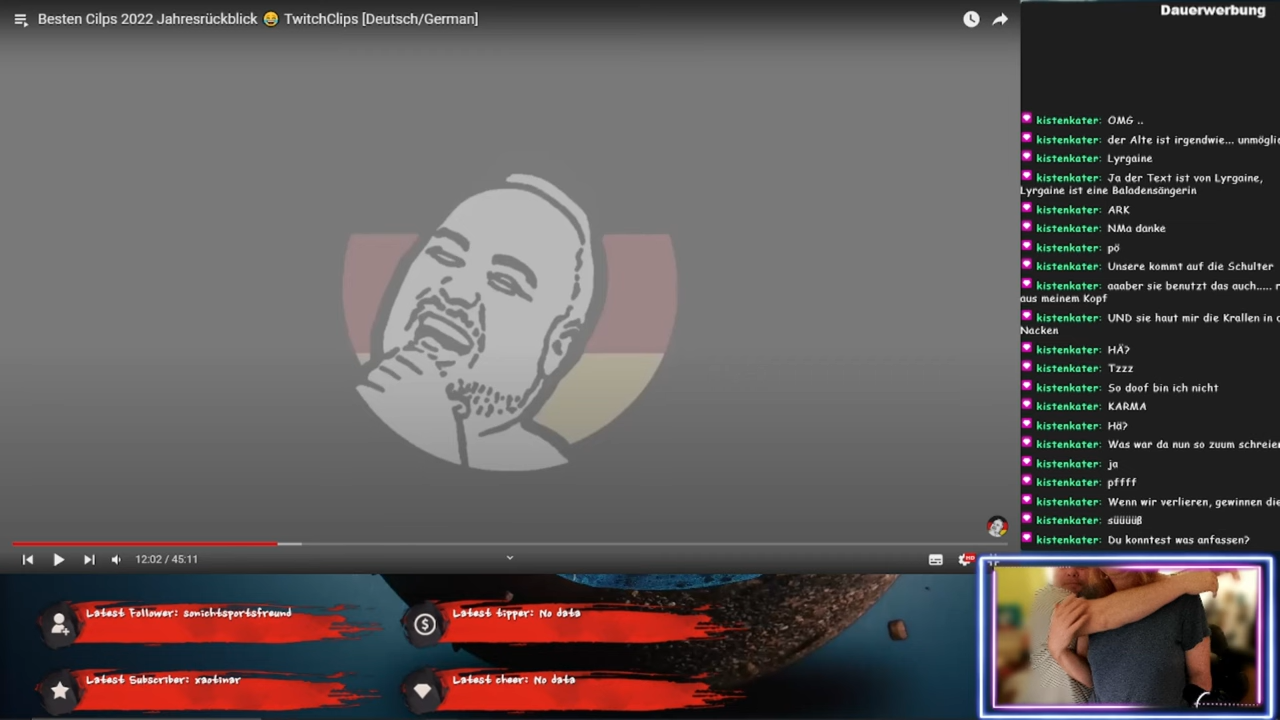 Besten Cilps 2022 Jahresrückblick 😂 TwitchClips [Deutsch/German]
Dauerwerbung
kistenkater: OMG ..
kistenkater: der Alte ist irgendwie... unmögli
kistenkater: Lyrgaine
kistenkater: Ja der Text ist von Lyrgaine,
Lyrgaine ist eine Baladensängerin
kistenkater: ARK
kistenkater: NMa danke
kistenkater: pö
kistenkater: Unsere kommt auf die Schulter
kistenkater: aaaber sie benutzt das auch.....
aus meinem Kopf
kistenkater: UND sie haut mir die Krallen in
Nacken
kistenkater: HÄ?
kistenkater: Tzzz
kistenkater: So doof bin ich nicht
kistenkater: KARMA
kistenkater: Hä?
kistenkater: Was war da nun so zuum schreie
kistenkater: ja
kistenkater: pffff
kistenkater: Wenn wir verlieren, gewinnen die
kistenkater: süüüüß
kistenkater: Du konntest was anfassen?
12:02 / 45:11
HD
Latest Follower: sonichtsportsfreund
Latest tipper: No data
Latest Subscriber: xaotinar
Latest cheer: No data